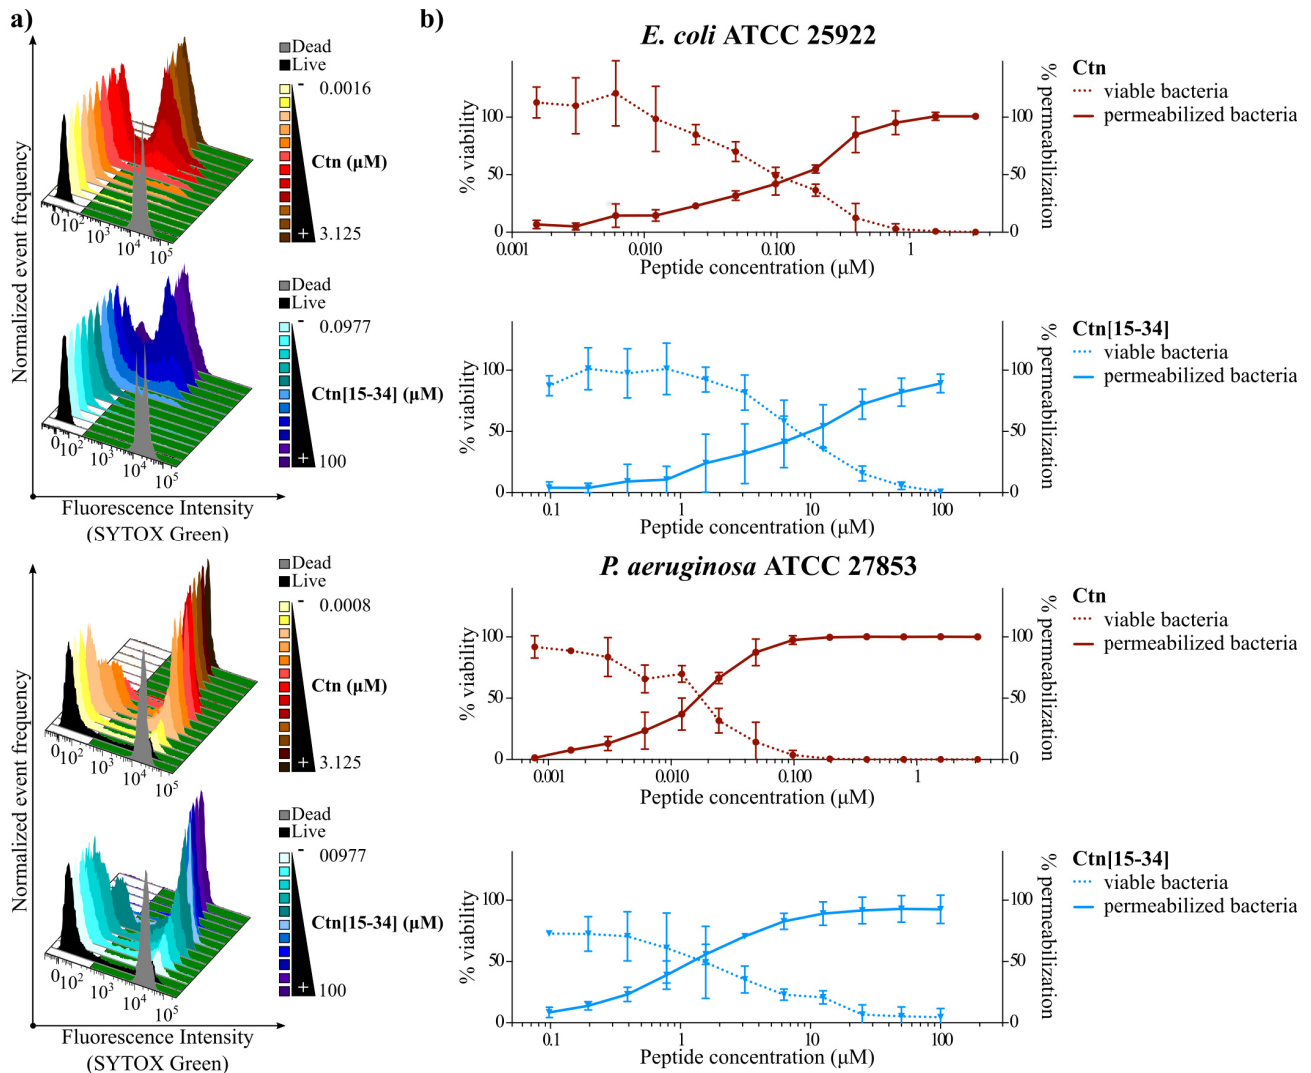 a)
Normalized event frequency
Dead
Live
-
0.0016
Ctn (μM)
+
3.125
0 10² 10³ 10⁴ 10⁵
Dead
Live
-
0.0977
Ctn[15-34] (μM)
+
100
0 10² 10³ 10⁴ 10⁵
Fluorescence Intensity
(SYTOX Green)
Normalized event frequency
Dead
Live
-
0.0008
Ctn (μM)
+
3.125
0 10² 10³ 10⁴ 10⁵
Dead
Live
-
00977
Ctn[15-34] (μM)
+
100
0 10² 10³ 10⁴ 10⁵
Fluorescence Intensity
(SYTOX Green)
b)
E. coli ATCC 25922
% viability
100
50
0
0.001 0.010 0.100 1
Peptide concentration (μM)
100
50
0
% permeabilization
Ctn
viable bacteria
permeabilized bacteria
% viability
100
50
0
0.1 1 10 100
Peptide concentration (μM)
100
50
0
% permeabilization
Ctn[15-34]
viable bacteria
permeabilized bacteria
P. aeruginosa ATCC 27853
% viability
100
50
0
0.001 0.010 0.100 1
Peptide concentration (μM)
100
50
0
% permeabilization
Ctn
viable bacteria
permeabilized bacteria
% viability
100
50
0
0.1 1 10 100
Peptide concentration (μM)
100
50
0
% permeabilization
Ctn[15-34]
viable bacteria
permeabilized bacteria